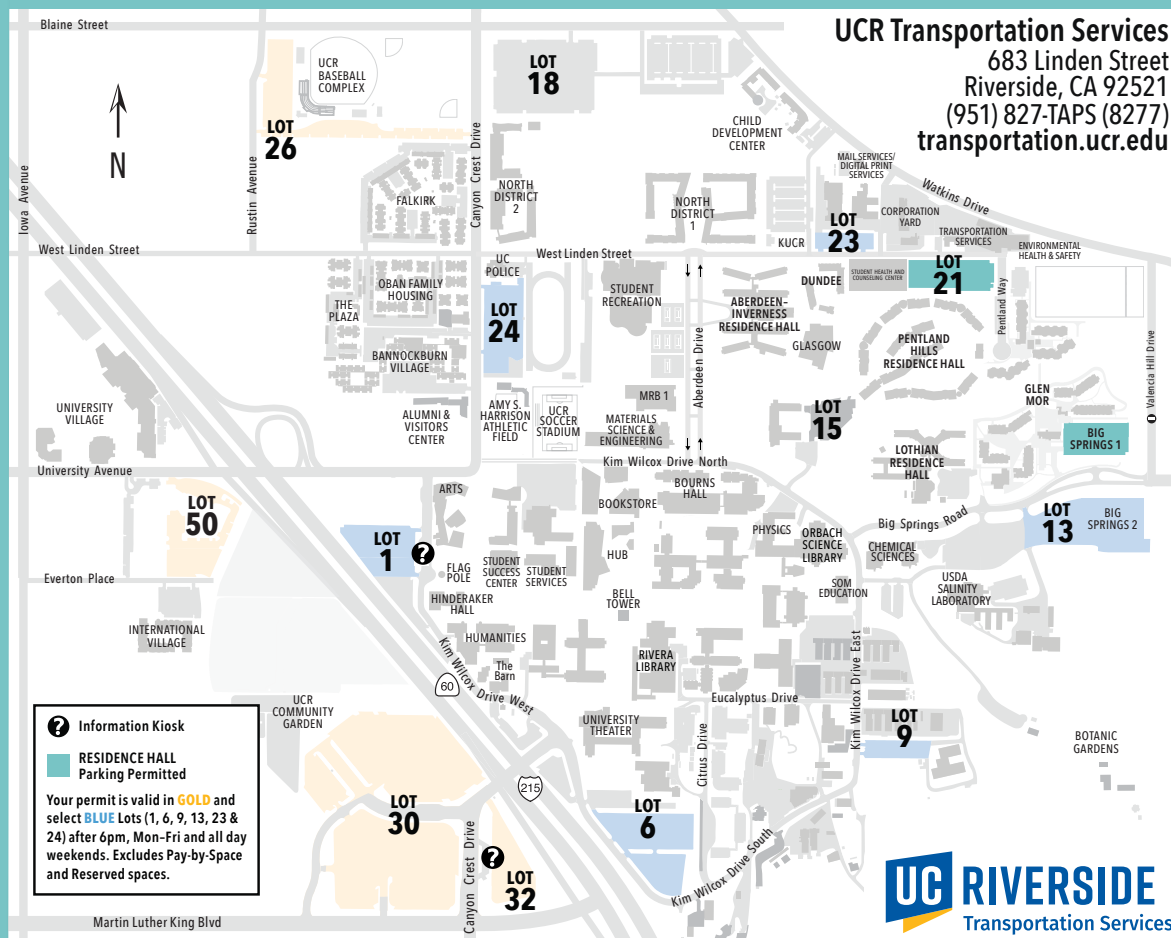 UCR Transportation Services
683 Linden Street
Riverside, CA 92521
(951) 827-TAPS (8277)
transportation.ucr.edu
Blaine Street
N
Iowa Avenue
Rustin Avenue
Canyon Crest Drive
UCR
BASEBALL
COMPLEX
LOT
26
LOT
18
CHILD
DEVELOPMENT
CENTER
MAIL SERVICES/
DIGITAL PRINT
SERVICES
Watkins Drive
FALKIRK
NORTH
DISTRICT
2
NORTH
DISTRICT
1
KUCR
LOT
23
CORPORATION
YARD
TRANSPORTATION
SERVICES
ENVIRONMENTAL
HEALTH & SAFETY
West Linden Street
West Linden Street
UC
POLICE
OBAN FAMILY
HOUSING
THE
PLAZA
LOT
24
BANNOCKBURN
VILLAGE
STUDENT
RECREATION
ABERDEEN-
INVERNESS
RESIDENCE HALL
Aberdeen Drive
DUNDEE
STUDENT HEALTH AND
COUNSELING CENTER
LOT
21
Pentland Way
GLASGOW
PENTLAND
HILLS
RESIDENCE HALL
Valencia Hill Drive
UNIVERSITY
VILLAGE
ALUMNI &
VISITORS
CENTER
AMY S.
HARRISON
ATHLETIC
FIELD
UCR
SOCCER
STADIUM
MRB 1
MATERIALS
SCIENCE &
ENGINEERING
LOT
15
GLEN
MOR
BIG
SPRINGS 1
LOTHIAN
RESIDENCE
HALL
University Avenue
Kim Wilcox Drive North
LOT
50
ARTS
BOOKSTORE
BOURNS
HALL
PHYSICS
ORBACH
SCIENCE
LIBRARY
Big Springs Road
LOT
13
BIG
SPRINGS 2
LOT
1
?
FLAG
POLE
STUDENT
SUCCESS
CENTER
STUDENT
SERVICES
HUB
CHEMICAL
SCIENCES
Everton Place
HINDERAKER
HALL
BELL
TOWER
SOM
EDUCATION
USDA
SALINITY
LABORATORY
INTERNATIONAL
VILLAGE
HUMANITIES
The
Barn
RIVERA
LIBRARY
Kim Wilcox Drive West
60
Kim Wilcox Drive East
UCR
COMMUNITY
GARDEN
UNIVERSITY
THEATER
Eucalyptus Drive
Citrus Drive
LOT
9
BOTANIC
GARDENS
? Information Kiosk
RESIDENCE HALL
Parking Permitted
Your permit is valid in GOLD and
select BLUE Lots (1, 6, 9, 13, 23 &
24) after 6pm, Mon-Fri and all day
weekends. Excludes Pay-by-Space
and Reserved spaces.
215
LOT
30
LOT
6
Canyon Crest Drive
?
LOT
32
Kim Wilcox Drive South
Martin Luther King Blvd
UC RIVERSIDE
Transportation Services